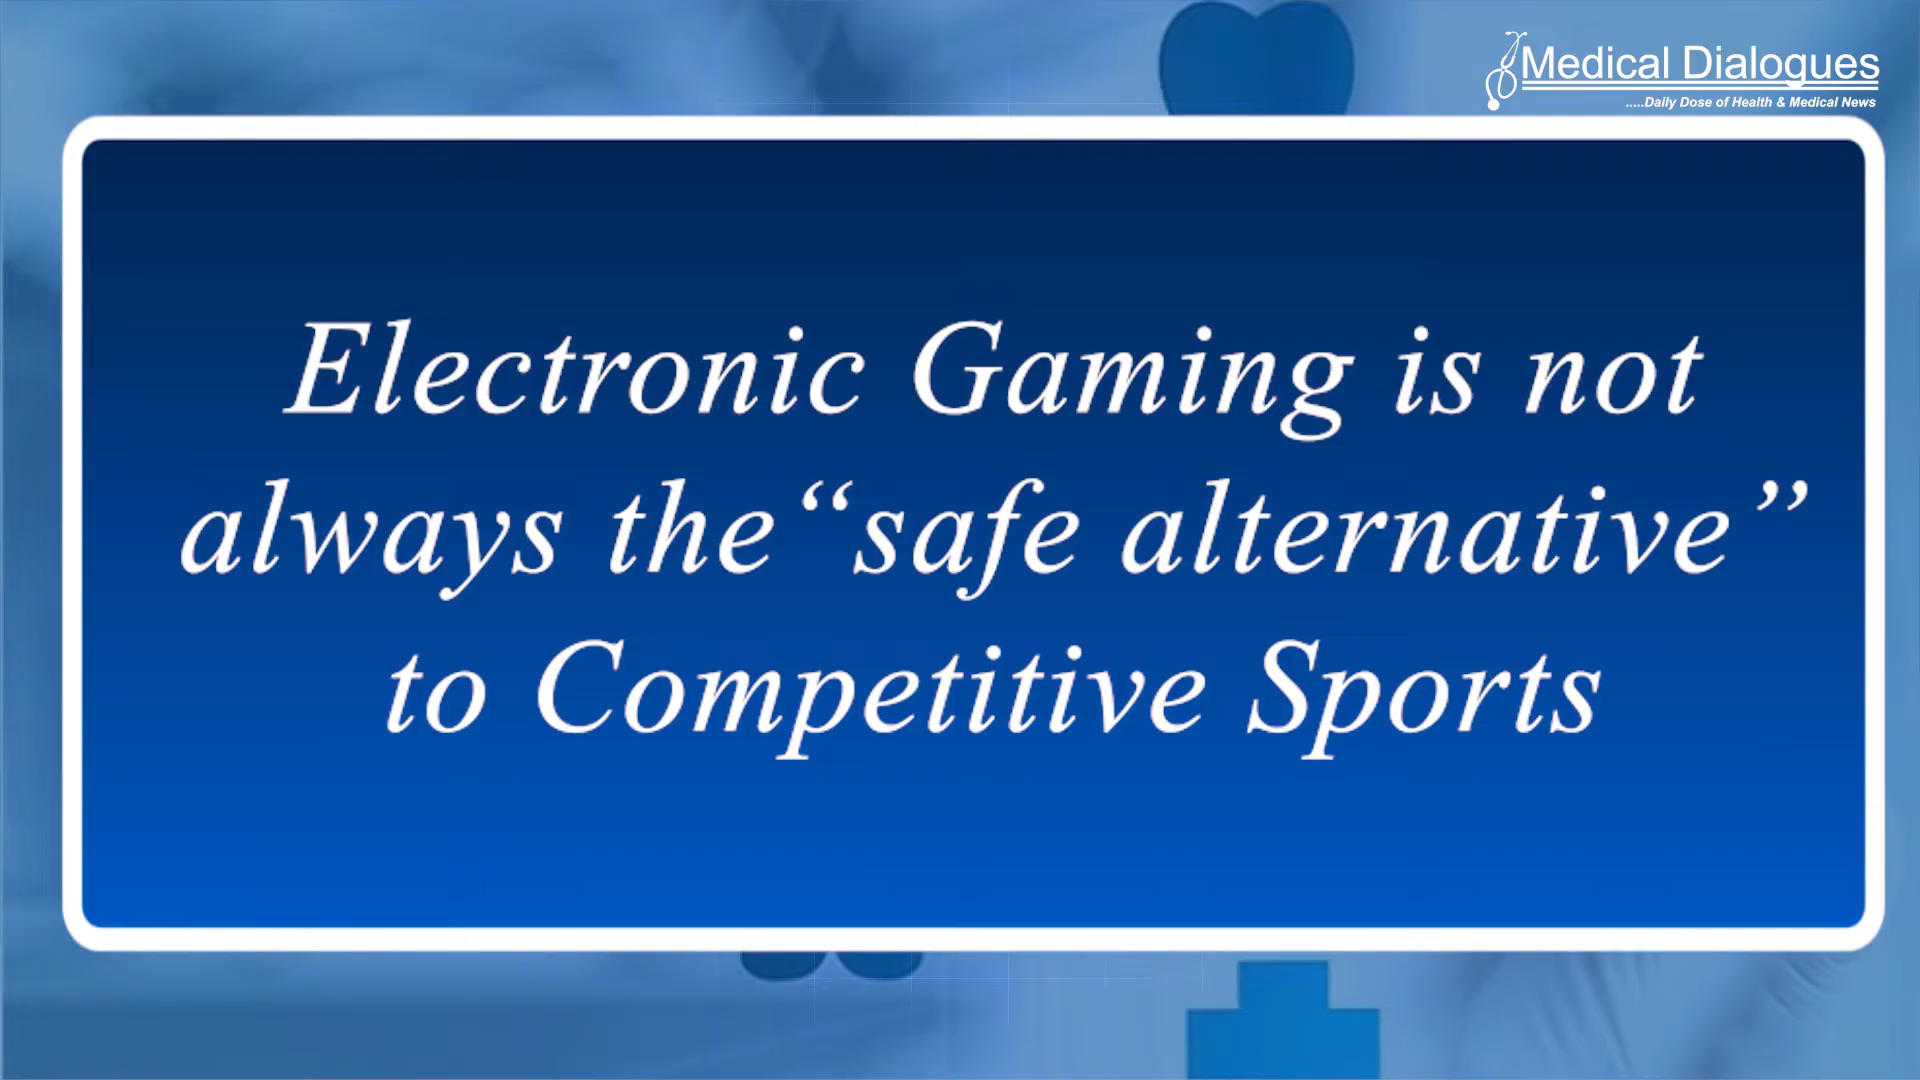 Medical Dialogues
.....Daily Dose of Health & Medical News
Electronic Gaming is not
always the “safe alternative”
to Competitive Sports